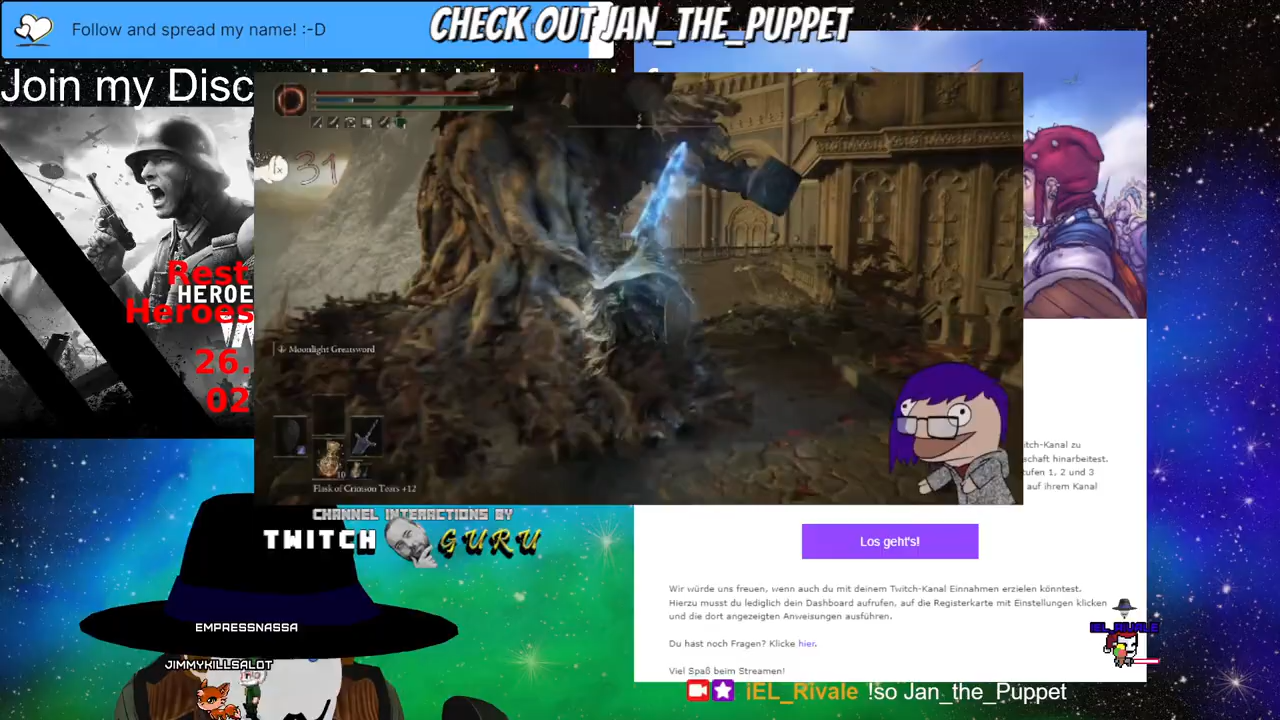 Follow and spread my name! :-D
CHECK OUT JAN_THE_PUPPET
Join my Disc
31
Rest
HEROE
Heroes
26.
02
Moonlight Greatsword
10
Flask of Crimson Tears +12
CHANNEL INTERACTIONS BY
TWITCH GURU
EMPRESSNASSA
JIMMYKILLSALOT
itch-Kanal zu
schaft hinarbeitest.
tufen 1, 2 und 3
auf ihrem Kanal
Los geht's!
Wir würde uns freuen, wenn auch du mit deinem Twitch-Kanal Einnahmen erzielen könntest.
Hierzu musst du lediglich dein Dashboard aufrufen, auf die Registerkarte mit Einstellungen klicken
und die dort angezeigten Anweisungen ausführen.
Du hast noch Fragen? Klicke hier.
Viel Spaß beim Streamen!
IEL_RIVALE
iEL_Rivale !so Jan_the_Puppet